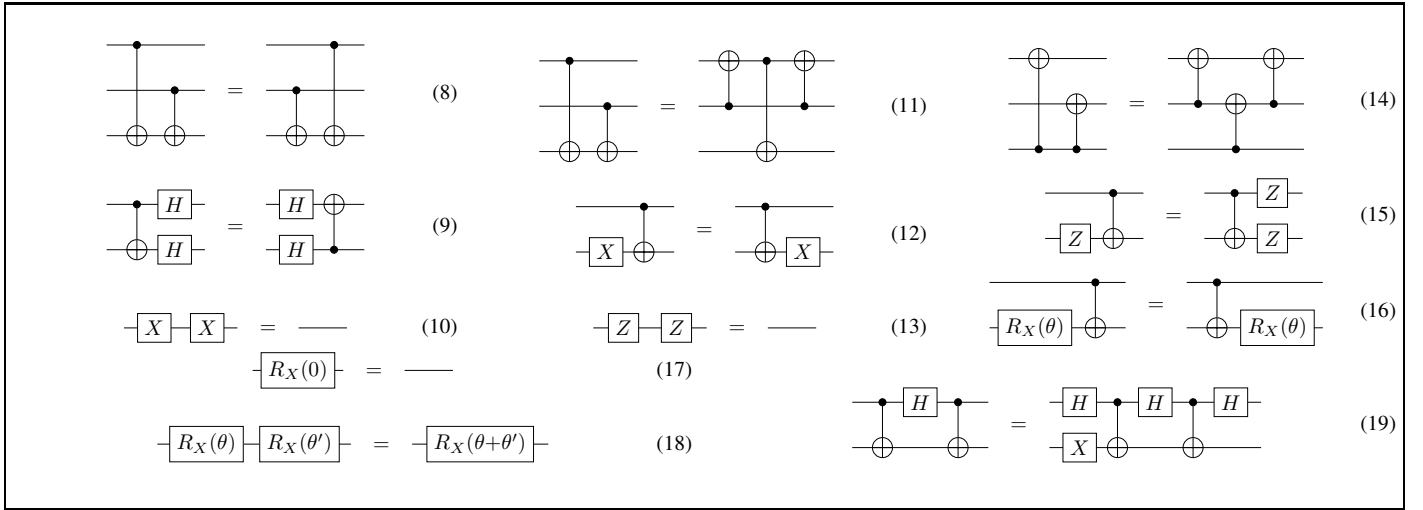 = (8)
= (11)
= (14)
H H = H H (9)
X = X (12)
Z = Z Z (15)
X X = (10)
Z Z = (13)
R_X(θ) = R_X(θ) (16)
R_X(0) = (17)
R_X(θ) R_X(θ′) = R_X(θ+θ′) (18)
H = H H H X (19)